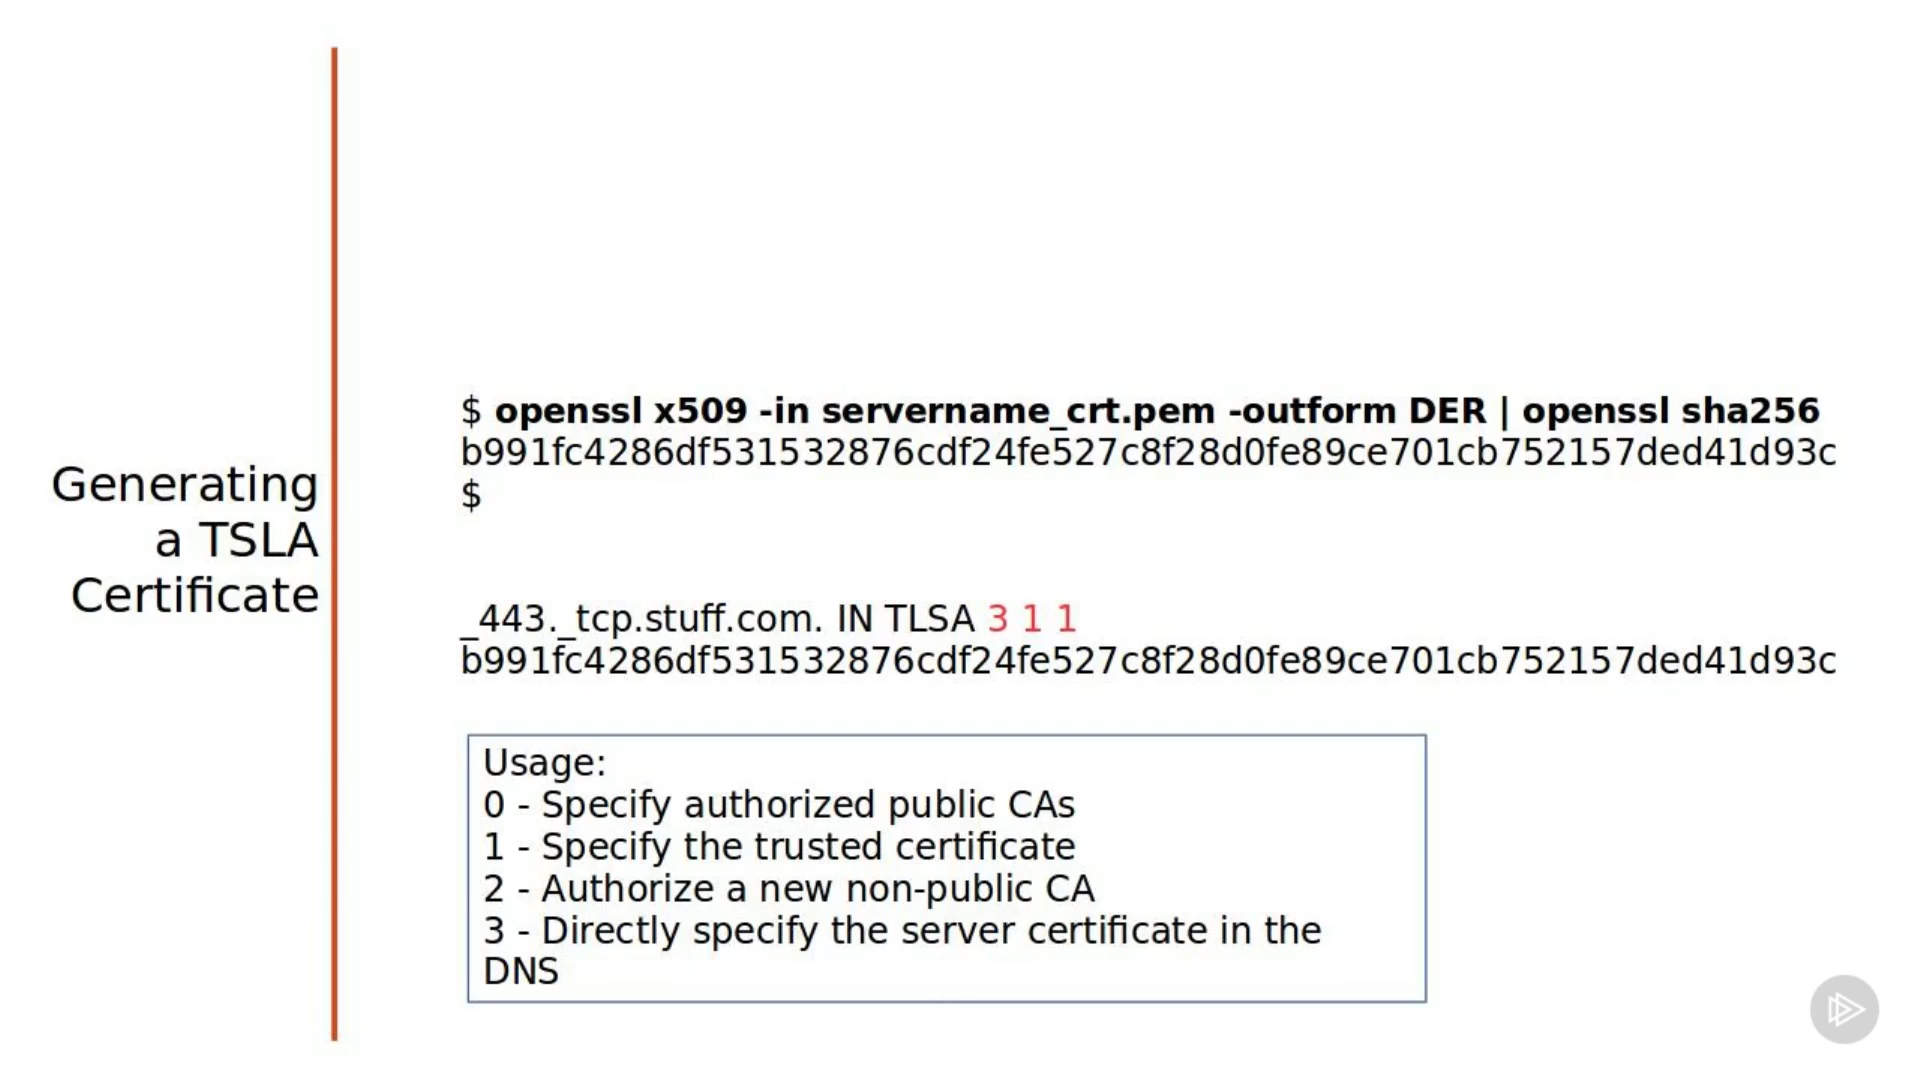 Generating
a TSLA
Certificate
$ openssl x509 -in servername_crt.pem -outform DER | openssl sha256
b991fc4286df531532876cdf24fe527c8f28d0fe89ce701cb752157ded41d93c
$
_443._tcp.stuff.com. IN TLSA 3 1 1
b991fc4286df531532876cdf24fe527c8f28d0fe89ce701cb752157ded41d93c
Usage:
0 - Specify authorized public CAs
1 - Specify the trusted certificate
2 - Authorize a new non-public CA
3 - Directly specify the server certificate in the
DNS